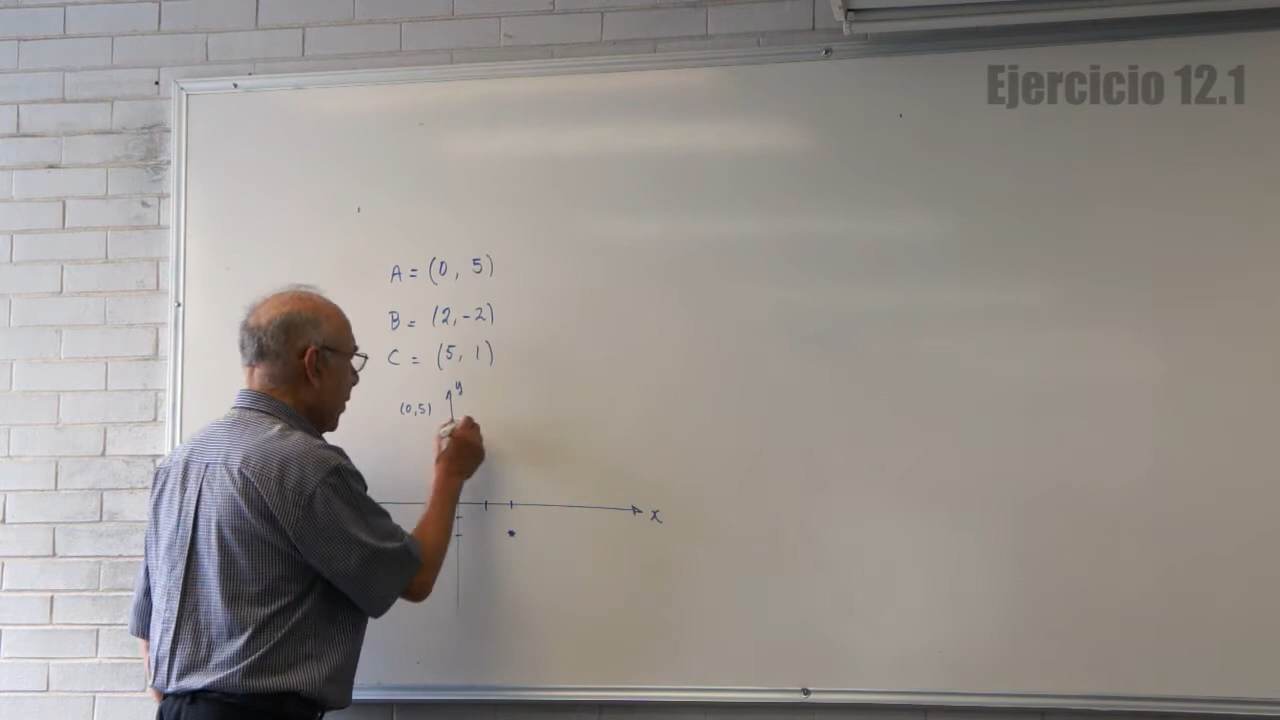 Ejercicio 12.1
A = (0, 5)
B = (2, -2)
C = (5, 1)
y
(0,5)
x